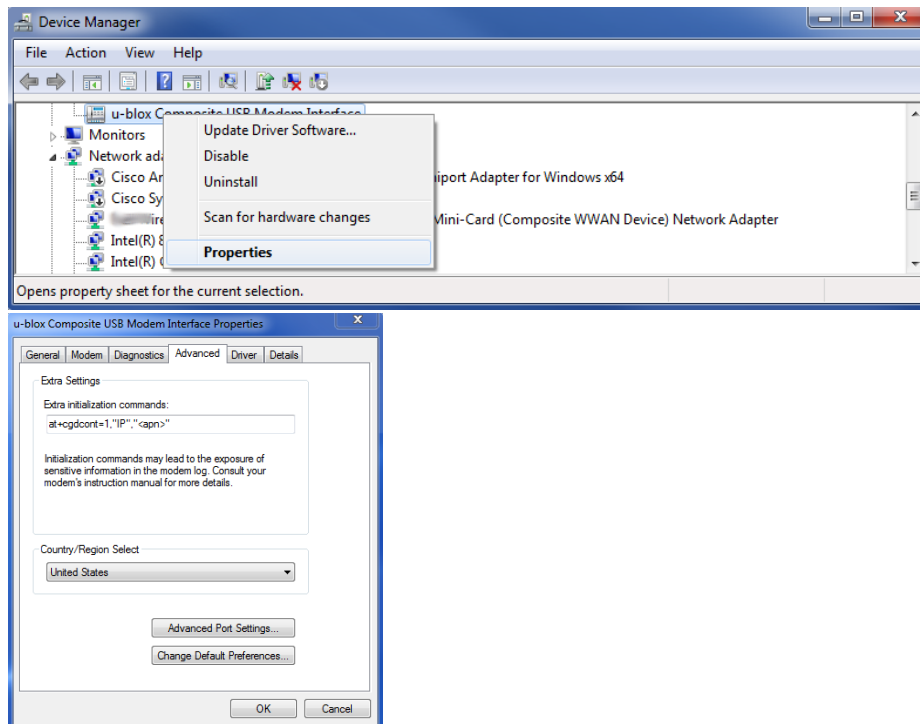 Device Manager
File Action View Help
u-blox Composite USB Modem Interface
Update Driver Software...
Monitors
Disable
Network ada
Cisco An
Uninstall
iport Adapter for Windows x64
Cisco Sy
Scan for hardware changes
Mini-Card (Composite WWAN Device) Network Adapter
Intel(R) 8
Properties
Intel(R)
Opens property sheet for the current selection.
u-blox Composite USB Modem Interface Properties
General Modem Diagnostics Advanced Driver Details
Extra Settings
Extra initialization commands:
at+cgdcont=1,"IP","<apn>"
Initialization commands may lead to the exposure of
sensitive information in the modem log. Consult your
modem's instruction manual for more details.
Country/Region Select
United States
Advanced Port Settings...
Change Default Preferences...
OK Cancel